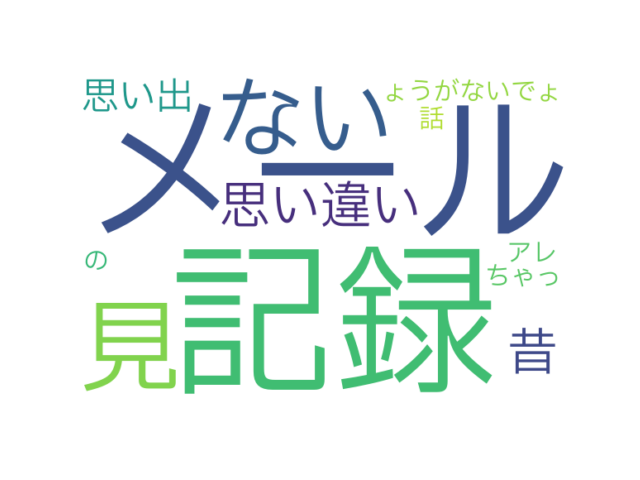 思い出
ない
ょうがないでょ
話
メール
思い違い
の
記録
アレ
ちゃっ
見
昔